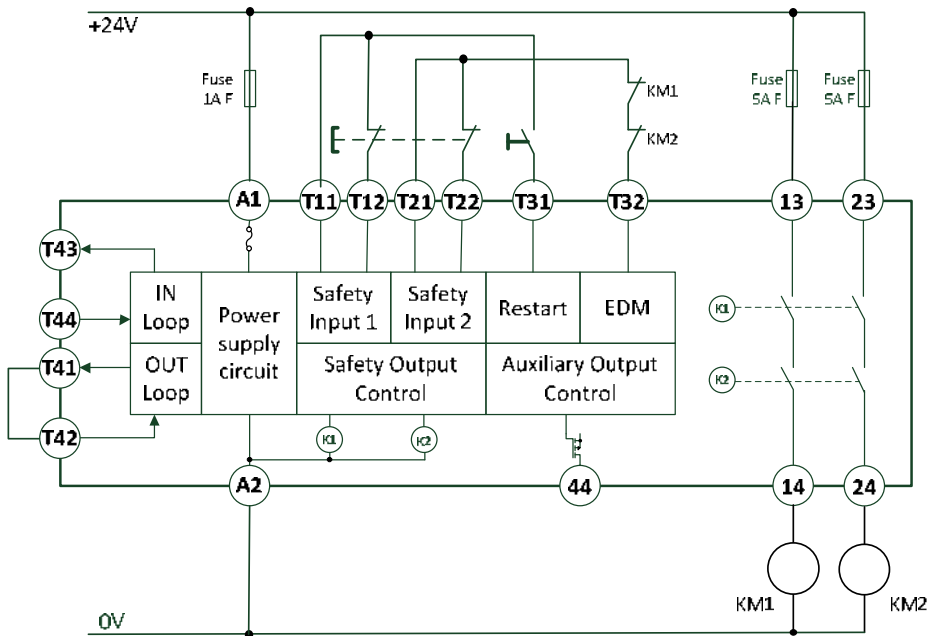 +24V
Fuse
1A F
KM1
KM2
Fuse
5A F
Fuse
5A F
A1
T11
T12
T21
T22
T31
T32
13
23
T43
T44
T41
T42
IN
Loop
OUT
Loop
Power
supply
circuit
Safety
Input 1
Safety
Input 2
Restart
EDM
Safety Output
Control
Auxiliary Output
Control
K1
K2
K1
K2
A2
44
14
24
KM1
KM2
0V